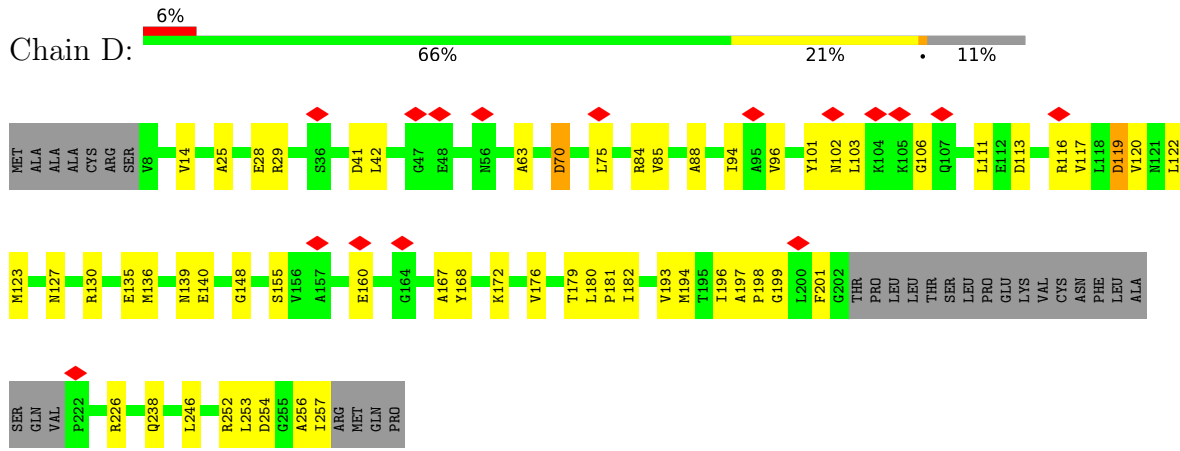 6%
Chain D:
66% 21% • 11%
MET ALA ALA ALA CYS ARG SER V8 V14 A25 E28 R29 S36 D41 L42 G47 E48 N56 A63 D70 L75 R84 V85 A88 I94 A95 V96 Y101 N102 L103 K104 K105 G106 Q107 L111 E112 D113 R116 V117 L118 D119 V120 N121 L122
M123 N127 R130 E135 M136 N139 E140 G148 S155 V156 A157 E160 G164 A167 Y168 K172 V176 T179 L180 P181 I182 V193 M194 T195 I196 A197 P198 G199 L200 F201 G202 THR PRO LEU LEU THR SER LEU PRO GLU LYS VAL CYS ASN PHE LEU ALA
SER GLN VAL P222 R226 Q238 L246 R252 L253 D254 G255 A256 I257 ARG MET GLN PRO